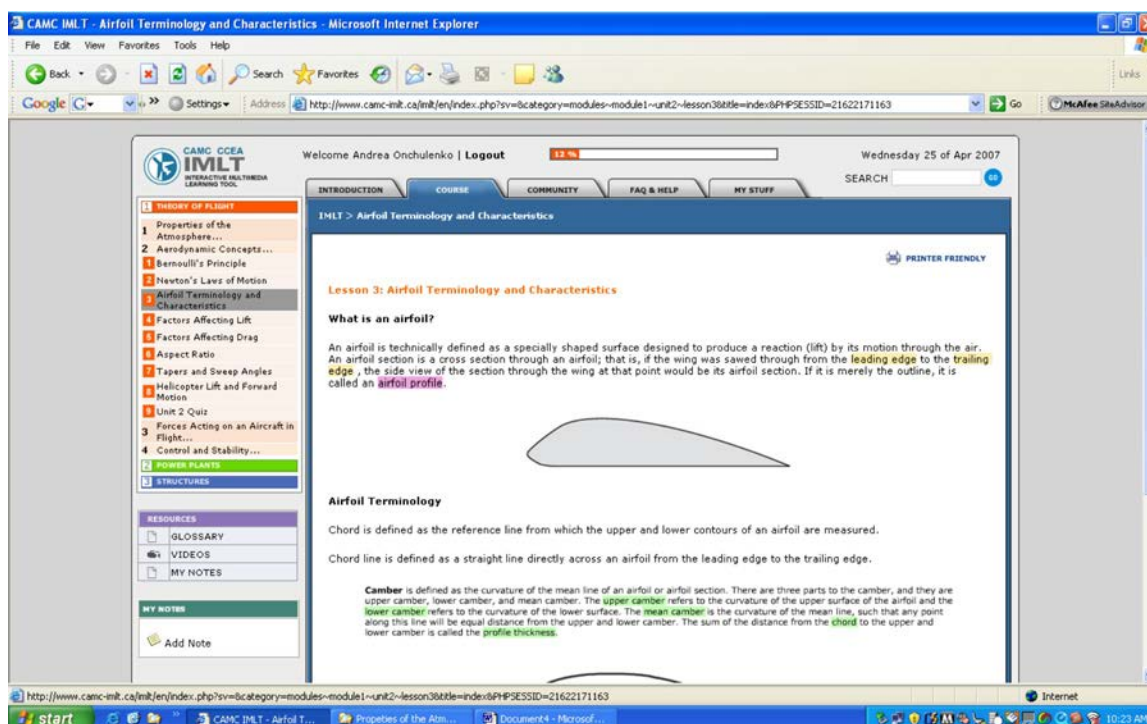 CAMC IMLT - Airfoil Terminology and Characteristics - Microsoft Internet Explorer
File Edit View Favorites Tools Help
Back Search Favorites
Links
Google G Settings Address http://www.camc-imlt.ca/imlt/en/index.php?sv=&category=modules~module1~unit2~lesson3&title=index&PHPSESSID=21622171163 Go McAfee SiteAdvisor
CAMC CCEA
IMLT
INTERACTIVE MULTIMEDIA
LEARNING TOOL
Welcome Andrea Onchulenko | Logout 12 % Wednesday 25 of Apr 2007
SEARCH GO
INTRODUCTION COURSE COMMUNITY FAQ & HELP MY STUFF
IMLT > Airfoil Terminology and Characteristics
1 THEORY OF FLIGHT
1 Properties of the
Atmosphere...
2 Aerodynamic Concepts...
1 Bernoulli's Principle
2 Newton's Laws of Motion
3 Airfoil Terminology and
Characteristics
4 Factors Affecting Lift
5 Factors Affecting Drag
6 Aspect Ratio
7 Tapers and Sweep Angles
8 Helicopter Lift and Forward
Motion
9 Unit 2 Quiz
3 Forces Acting on an Aircraft in
Flight...
4 Control and Stability...
2 POWER PLANTS
3 STRUCTURES
RESOURCES
GLOSSARY
VIDEOS
MY NOTES
MY NOTES
Add Note
PRINTER FRIENDLY
Lesson 3: Airfoil Terminology and Characteristics
What is an airfoil?
An airfoil is technically defined as a specially shaped surface designed to produce a reaction (lift) by its motion through the air.
An airfoil section is a cross section through an airfoil; that is, if the wing was sawed through from the leading edge to the trailing
edge , the side view of the section through the wing at that point would be its airfoil section. If it is merely the outline, it is
called an airfoil profile.
Airfoil Terminology
Chord is defined as the reference line from which the upper and lower contours of an airfoil are measured.
Chord line is defined as a straight line directly across an airfoil from the leading edge to the trailing edge.
Camber is defined as the curvature of the mean line of an airfoil or airfoil section. There are three parts to the camber, and they are
upper camber, lower camber, and mean camber. The upper camber refers to the curvature of the upper surface of the airfoil and the
lower camber refers to the curvature of the lower surface. The mean camber is the curvature of the mean line, such that any point
along this line will be equal distance from the upper and lower camber. The sum of the distance from the chord to the upper and
lower camber is called the profile thickness.
http://www.camc-imlt.ca/imlt/en/index.php?sv=&category=modules~module1~unit2~lesson3&title=index&PHPSESSID=21622171163 Internet
start CAMC IMLT - Airfoil T... Propeties of the Atm... Document4 - Microsof... 10:22 AM